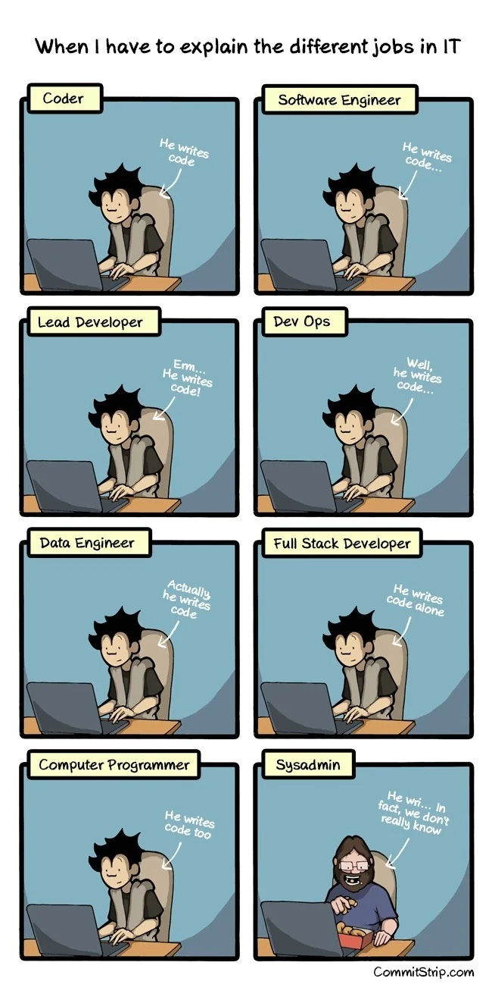 When I have to explain the different jobs in IT
Coder
He writes
code
Software Engineer
He writes
code...
Lead Developer
Erm...
He writes
code!
Dev Ops
Well,
he writes
code...
Data Engineer
Actually,
he writes
code
Full Stack Developer
He writes
code alone
Computer Programmer
He writes
code too
Sysadmin
He wri... In
fact, we don't
really know
CommitStrip.com